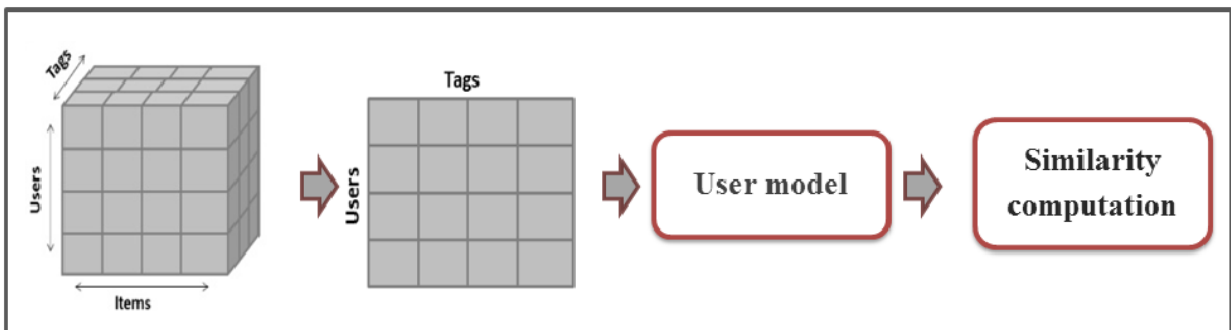 Tags
Users
Items
Tags
Users
User model
Similarity
computation